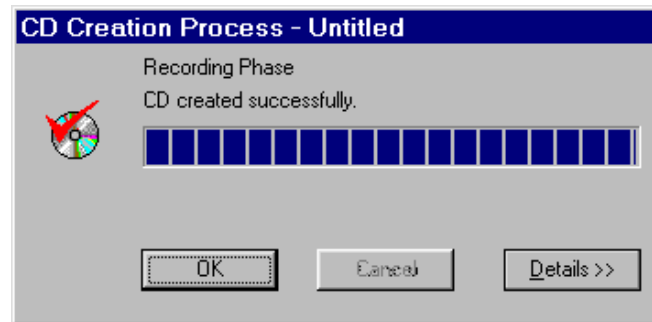 CD Creation Process - Untitled
Recording Phase
CD created successfully.
OK Cancel Details >>